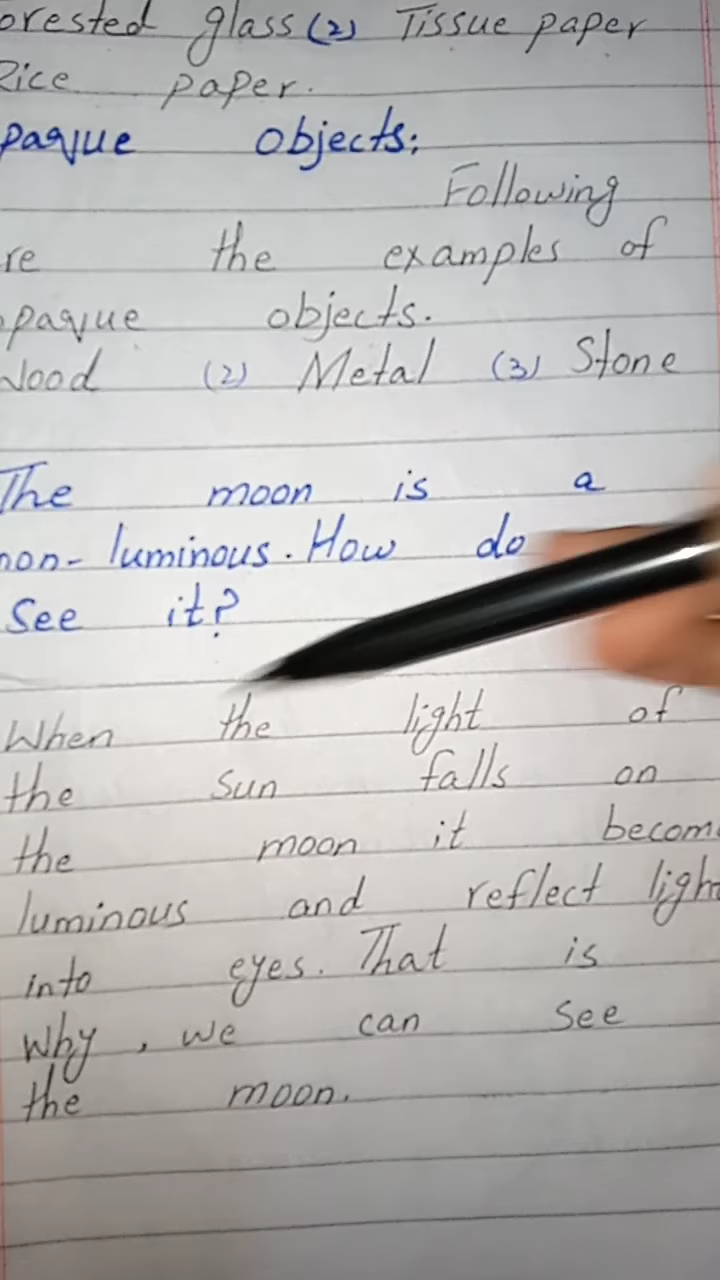 orested glass (2) Tissue paper
Rice paper.
paque objects:
Following
re the examples of
opaque objects.
Wood (2) Metal (3) Stone
The moon is a
non-luminous. How do
See it?
When the light of
the sun falls on
the moon it become
luminous and reflect light
into eyes. That is
why, we can see
the moon.